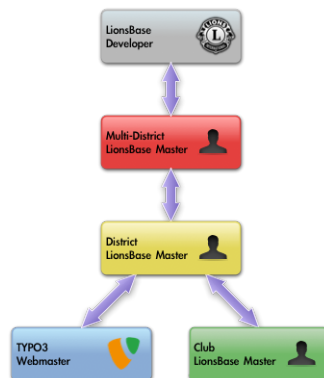 LionsBase
Developer
Multi-District
LionsBase Master
District
LionsBase Master
TYPO3
Webmaster
Club
LionsBase Master